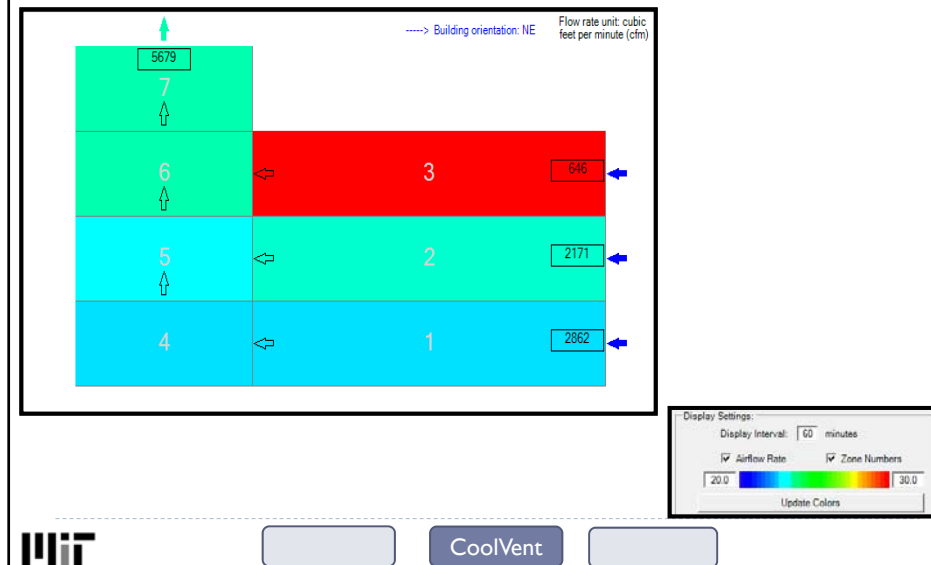 -----> Building orientation: NE
Flow rate unit: cubic
feet per minute (cfm)
5679
7
6
3
646
5
2
2171
4
1
2862
Display Settings:
Display Interval: 60 minutes
Airflow Rate
Zone Numbers
20.0
30.0
Update Colors
MIT
CoolVent